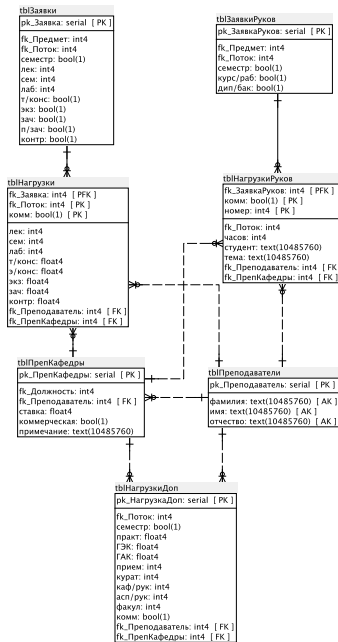 tblЗаявки
pk_Заявка: serial [ PK ]
fk_Предмет: int4
fk_Поток: int4
семестр: bool(1)
лек: int4
сем: int4
лаб: int4
т/конс: bool(1)
экз: bool(1)
зач: bool(1)
п/зач: bool(1)
контр: bool(1)
tblЗаявкиРуков
pk_ЗаявкаРуков: serial [ PK ]
fk_Предмет: int4
fk_Поток: int4
семестр: bool(1)
курс/раб: bool(1)
дип/бак: bool(1)
tblНагрузки
fk_Заявка: int4 [ PFK ]
fk_Поток: int4 [ PK ]
комм: bool(1) [ PK ]
лек: int4
сем: int4
лаб: int4
т/конс: float4
э/конс: float4
экз: float4
зач: float4
контр: float4
fk_Преподаватель: int4 [ FK ]
fk_ПрепКафедры: int4 [ FK ]
tblНагрузкиРуков
fk_ЗаявкаРуков: int4 [ PFK ]
комм: bool(1) [ PK ]
номер: int4 [ PK ]
fk_Поток: int4
часов: int4
студент: text(10485760)
тема: text(10485760)
fk_Преподаватель: int4 [ FK ]
fk_ПрепКафедры: int4 [ FK ]
tblПрепКафедры
pk_ПрепКафедры: serial [ PK ]
fk_Должность: int4
fk_Преподаватель: int4 [ FK ]
ставка: float4
коммерческая: bool(1)
примечание: text(10485760)
tblПреподаватели
pk_Преподаватель: serial [ PK ]
фамилия: text(10485760) [ AK ]
имя: text(10485760) [ AK ]
отчество: text(10485760) [ AK ]
tblНагрузкиДоп
pk_НагрузкаДоп: serial [ PK ]
fk_Поток: int4
семестр: bool(1)
практ: float4
ГЭК: float4
ГАК: float4
прием: int4
курат: int4
каф/рук: int4
асп/рук: int4
факул: int4
комм: bool(1)
fk_Преподаватель: int4 [ FK ]
fk_ПрепКафедры: int4 [ FK ]